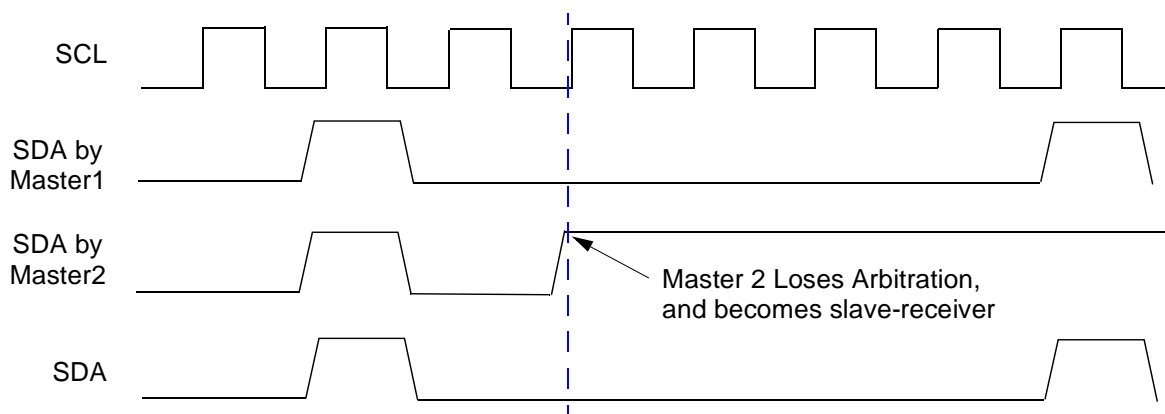 SCL
SDA by
Master1
SDA by
Master2
Master 2 Loses Arbitration,
and becomes slave-receiver
SDA